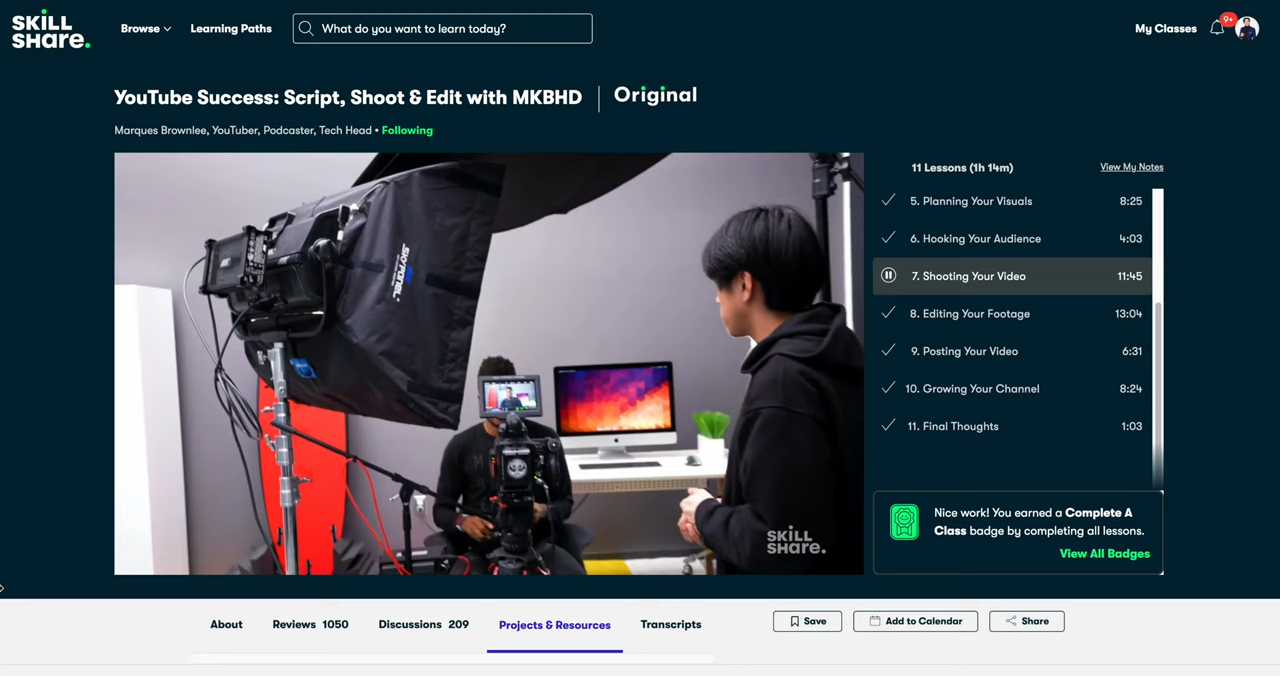 SKILL
SHARE.
Browse
Learning Paths
What do you want to learn today?
My Classes
9+
YouTube Success: Script, Shoot & Edit with MKBHD
Original
Marques Brownlee, YouTuber, Podcaster, Tech Head • Following
11 Lessons (1h 14m)
View My Notes
5. Planning Your Visuals 8:25
6. Hooking Your Audience 4:03
7. Shooting Your Video 11:45
8. Editing Your Footage 13:04
9. Posting Your Video 6:31
10. Growing Your Channel 8:24
11. Final Thoughts 1:03
SKYPANEL
SKILL
SHARE.
Nice work! You earned a Complete A
Class badge by completing all lessons.
View All Badges
About
Reviews 1050
Discussions 209
Projects & Resources
Transcripts
Save
Add to Calendar
Share